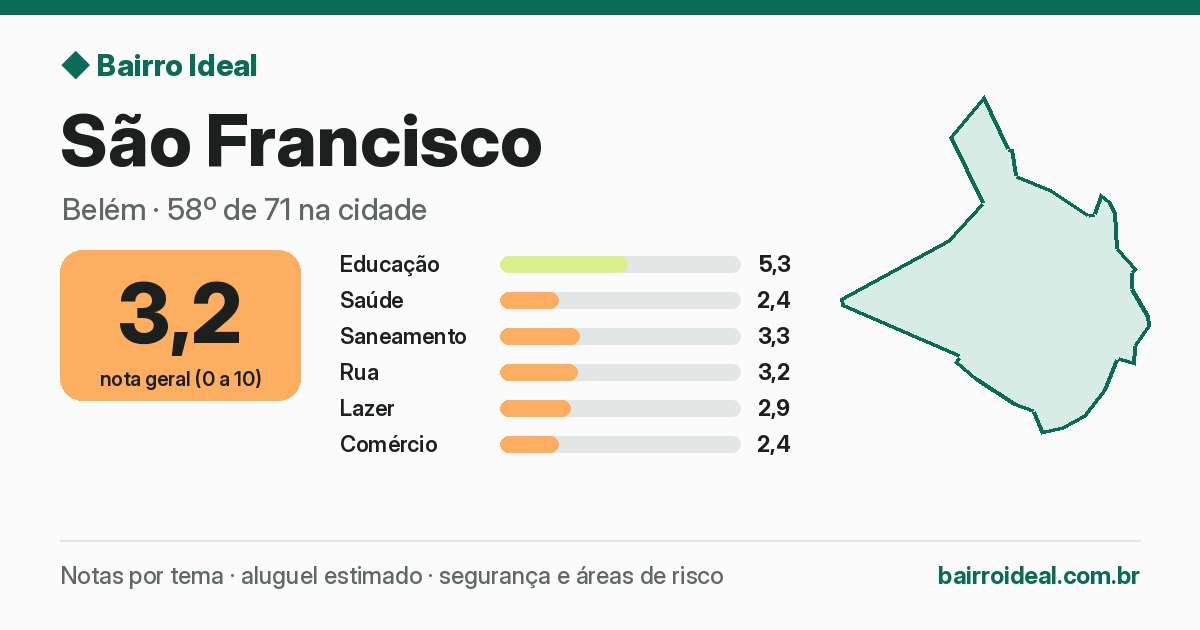 Bairro Ideal
São Francisco
Belém · 58º de 71 na cidade
3,2
nota geral (0 a 10)
Educação 5,3
Saúde 2,4
Saneamento 3,3
Rua 3,2
Lazer 2,9
Comércio 2,4
Notas por tema · aluguel estimado · segurança e áreas de risco
bairroideal.com.br